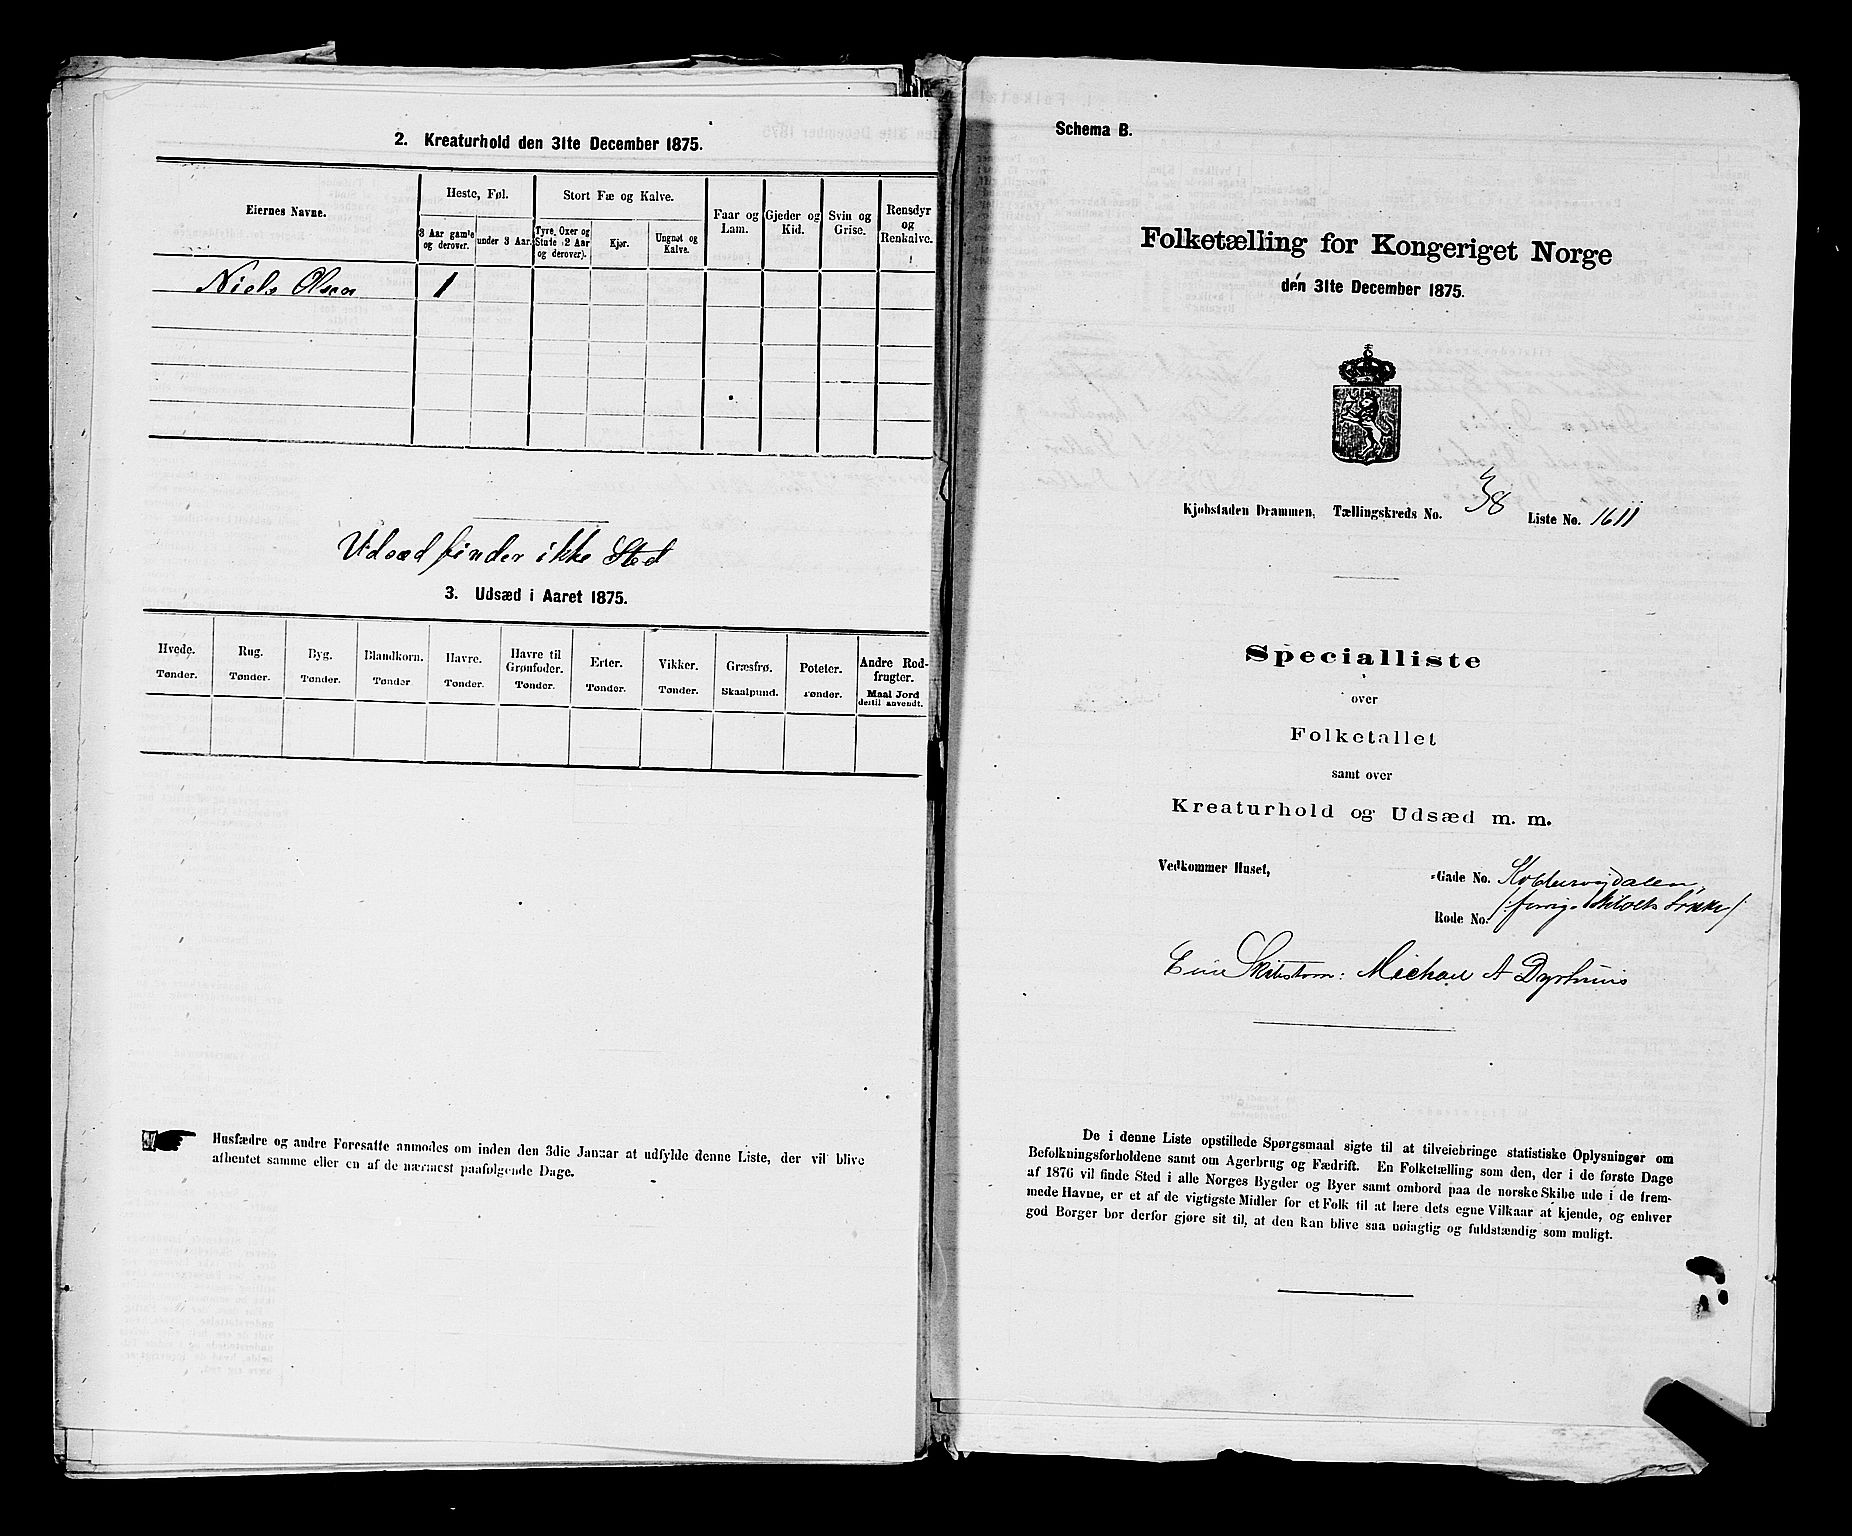 2. Kreaturhold den 31te December 1875.
Eiernes Navne.
Heste, Føl.
3 Aar gamle og derover.
under 3 Aar.
Stort Fæ og Kalve.
Tyre, Oxer og Stude (2 Aar og derover).
Kjør.
Ungnøt og Kalve.
Faar og Lam.
Gjeder og Kid.
Svin og Grise.
Rensdyr og Renkalve.
Niels Olsen 1
Udsæd finder ikke Sted
3. Udsæd i Aaret 1875.
Hvede. Tønder.
Rug. Tønder.
Byg. Tønder.
Blandkorn. Tønder
Havre. Tønder.
Havre til Grønfoder. Tønder.
Erter. Tønder.
Vikker. Tønder.
Græsfrø. Skaalpund.
Poteter. Tønder.
Andre Rodfrugter. Maal Jord dertil anvendt.
Husfædre og andre Foresatte anmodes om inden den 3die Januar at udfylde denne Liste, der vil blive
afhentet samme eller en af de nærmest paafølgende Dage.
Schema B.
Folketælling for Kongeriget Norge
den 31te December 1875.
Kjøbstaden Drammen, Tællingskreds No. 38 Liste No. 1611
Specialliste
over
Folketallet
samt over
Kreaturhold og Udsæd m. m.
Vedkommer Huset,
-Gade No.
Rode No.
Michael A
De i denne Liste opstillede Spørgsmaal sigte til at tilveiebringe statistiske Oplysninger om
Befolkningsforholdene samt om Agerbrug og Fædrift. En Folketælling som den, der i de første Dage
af 1876 vil finde Sted i alle Norges Bygder og Byer samt ombord paa de norske Skibe ude i de frem-
mede Havne, er et af de vigtigste Midler for et Folk til at lære dets egne Vilkaar at kjende, og enhver
god Borger bør derfor gjøre sit til, at den kan blive saa nøiagtig og fuldstændig som muligt.